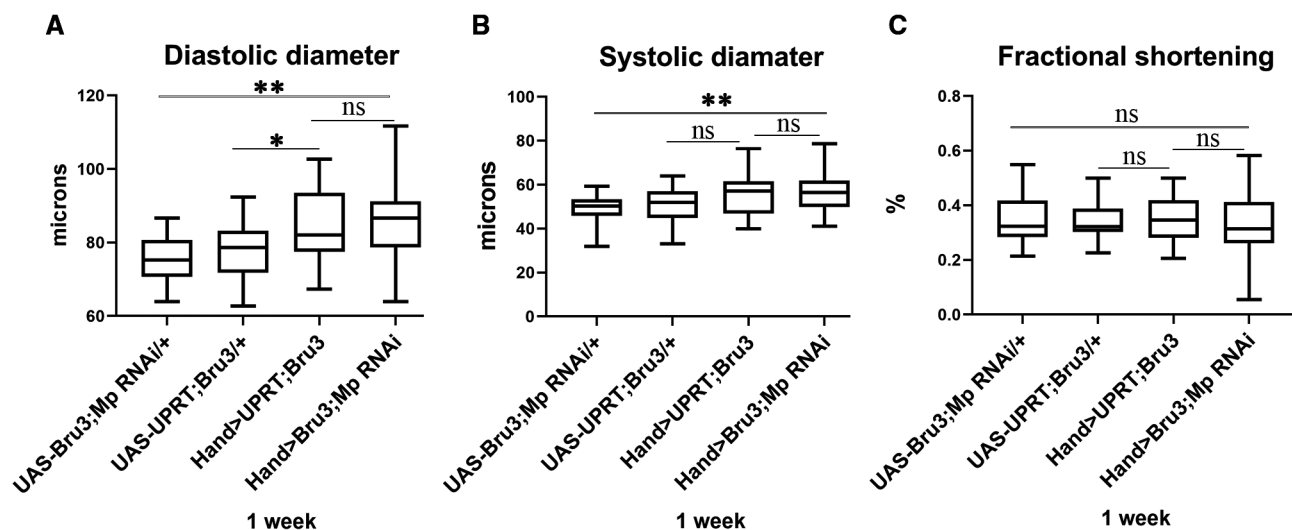 A
Diastolic diameter
**
ns
*
120
100
80
60
microns
UAS-Bru3;Mp RNAi/+
UAS-UPRT;Bru3/+
Hand>UPRT;Bru3
Hand>Bru3;Mp RNAi
1 week
B
Systolic diamater
**
ns
ns
100
80
60
40
20
0
microns
UAS-Bru3;Mp RNAi/+
UAS-UPRT;Bru3/+
Hand>UPRT;Bru3
Hand>Bru3;Mp RNAi
1 week
C
Fractional shortening
ns
ns
ns
0.8
0.6
0.4
0.2
0.0
%
UAS-Bru3;Mp RNAi/+
UAS-UPRT;Bru3/+
Hand>UPRT;Bru3
Hand>Bru3;Mp RNAi
1 week